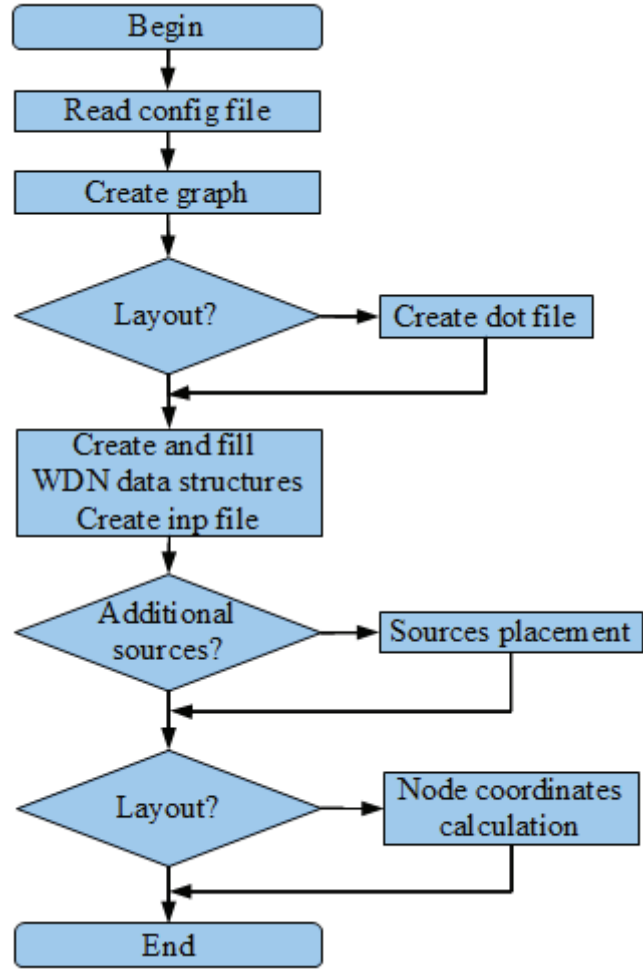 Begin
Read config file
Create graph
Layout?
Create dot file
Create and fill
WDN data structures
Create inp file
Additional
sources?
Sources placement
Layout?
Node coordinates
calculation
End